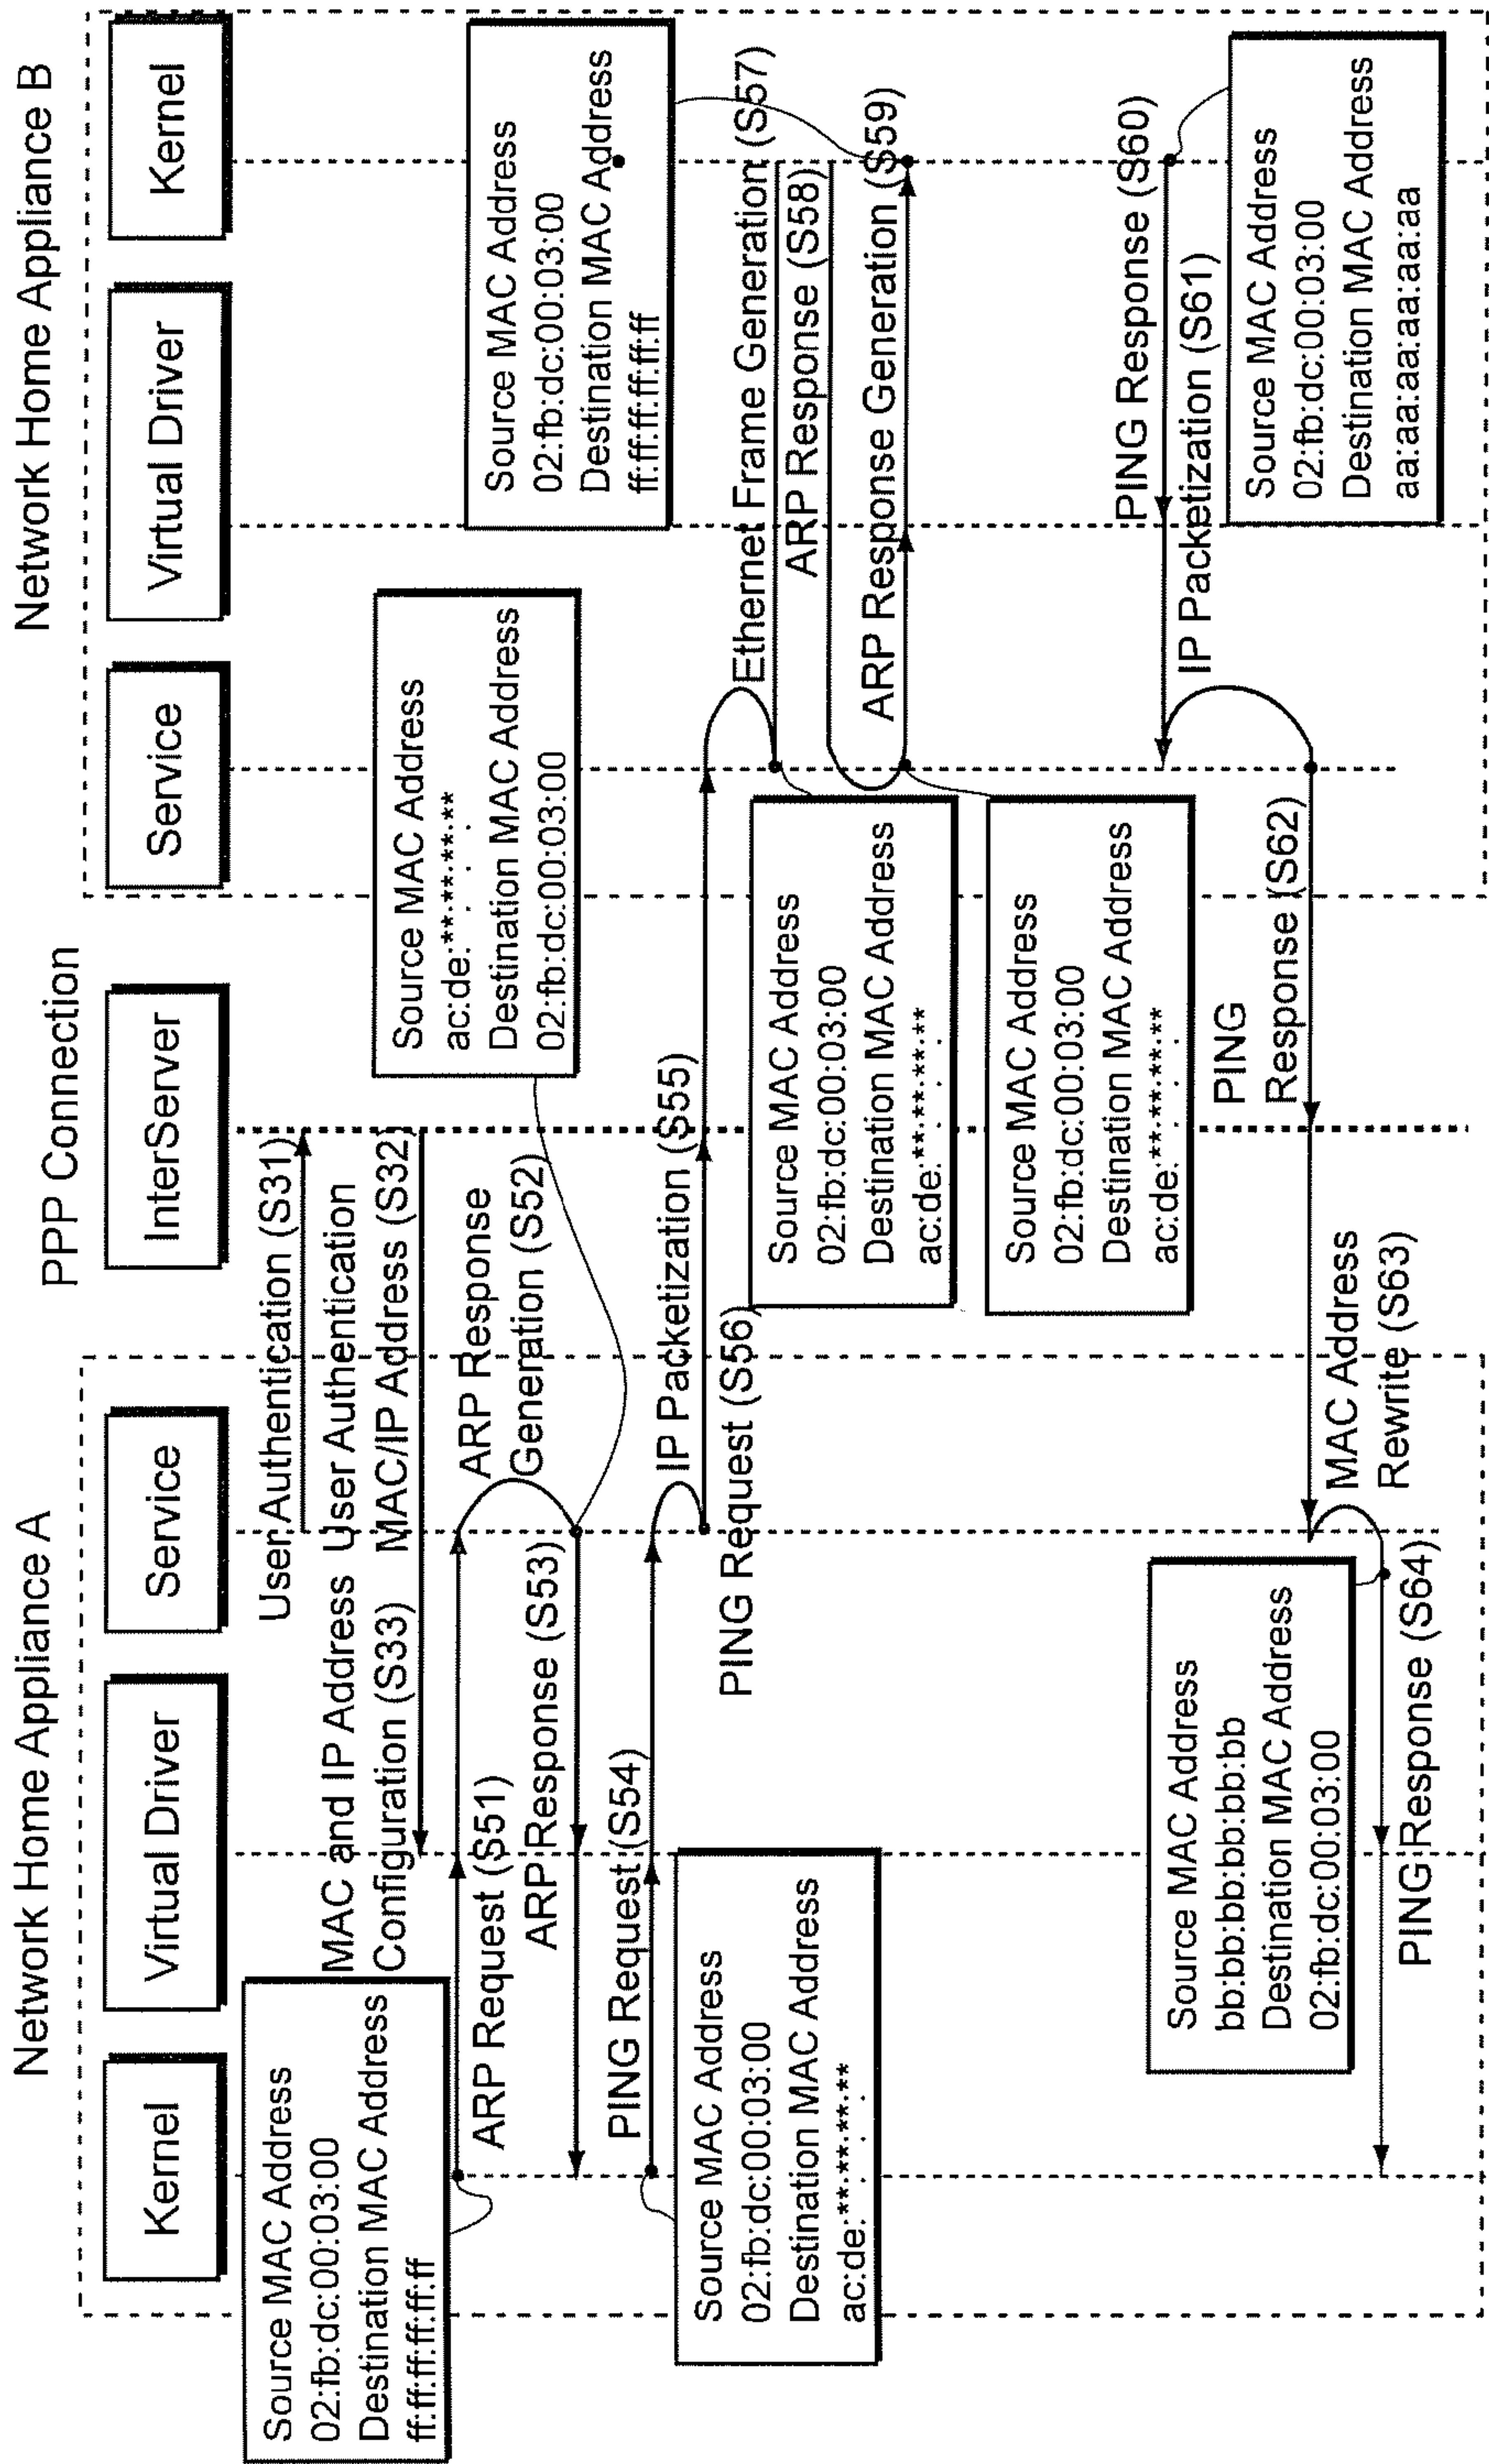 Network Home Appliance A
PPP Connection
Network Home Appliance B
Kernel
Virtual Driver
Service
InterServer
Service
Virtual Driver
Kernel
User Authentication (S31)
Source MAC Address
02:fb:dc:00:03:00
Destination MAC Address
ff:ff:ff:ff:ff:ff
MAC and IP Address
Configuration (S33)
User Authentication
MAC/IP Address (S32)
ARP Request (S51)
ARP Response
Generation (S52)
Source MAC Address
ac:de:**:**:**:**
Destination MAC Address
02:fb:dc:00:03:00
Source MAC Address
02:fb:dc:00:03:00
Destination MAC Address
ff:ff:ff:ff:ff:ff
ARP Response (S53)
PING Request (S54)
IP Packetization (S55)
PING Request (S56)
Source MAC Address
02:fb:dc:00:03:00
Destination MAC Address
ac:de:**:**:**:**
Ethernet Frame Generation (S57)
ARP Response (S58)
ARP Response Generation (S59)
Source MAC Address
02:fb:dc:00:03:00
Destination MAC Address
ac:de:**:**:**:**
Source MAC Address
02:fb:dc:00:03:00
Destination MAC Address
ac:de:**:**:**:**
PING Response (S60)
IP Packetization (S61)
Source MAC Address
02:fb:dc:00:03:00
Destination MAC Address
aa:aa:aa:aa:aa:aa
PING
Response (S62)
MAC Address
Rewrite (S63)
Source MAC Address
bb:bb:bb:bb:bb:bb
Destination MAC Address
02:fb:dc:00:03:00
PING Response (S64)